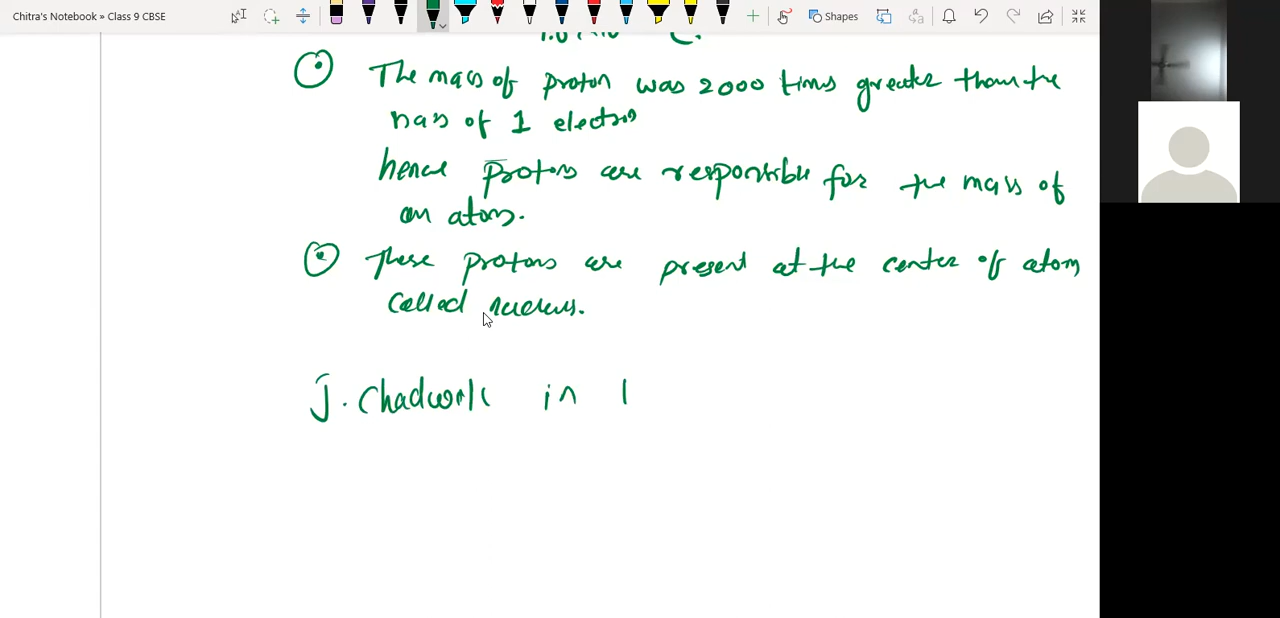 Chitra's Notebook » Class 9 CBSE
Shapes
The mass of proton was 2000 times greater than the
mass of 1 electron
hence protons are responsible for the mass of
an atom.
These protons are present at the center of atom
called nucleus.
J. Chadwick in 1